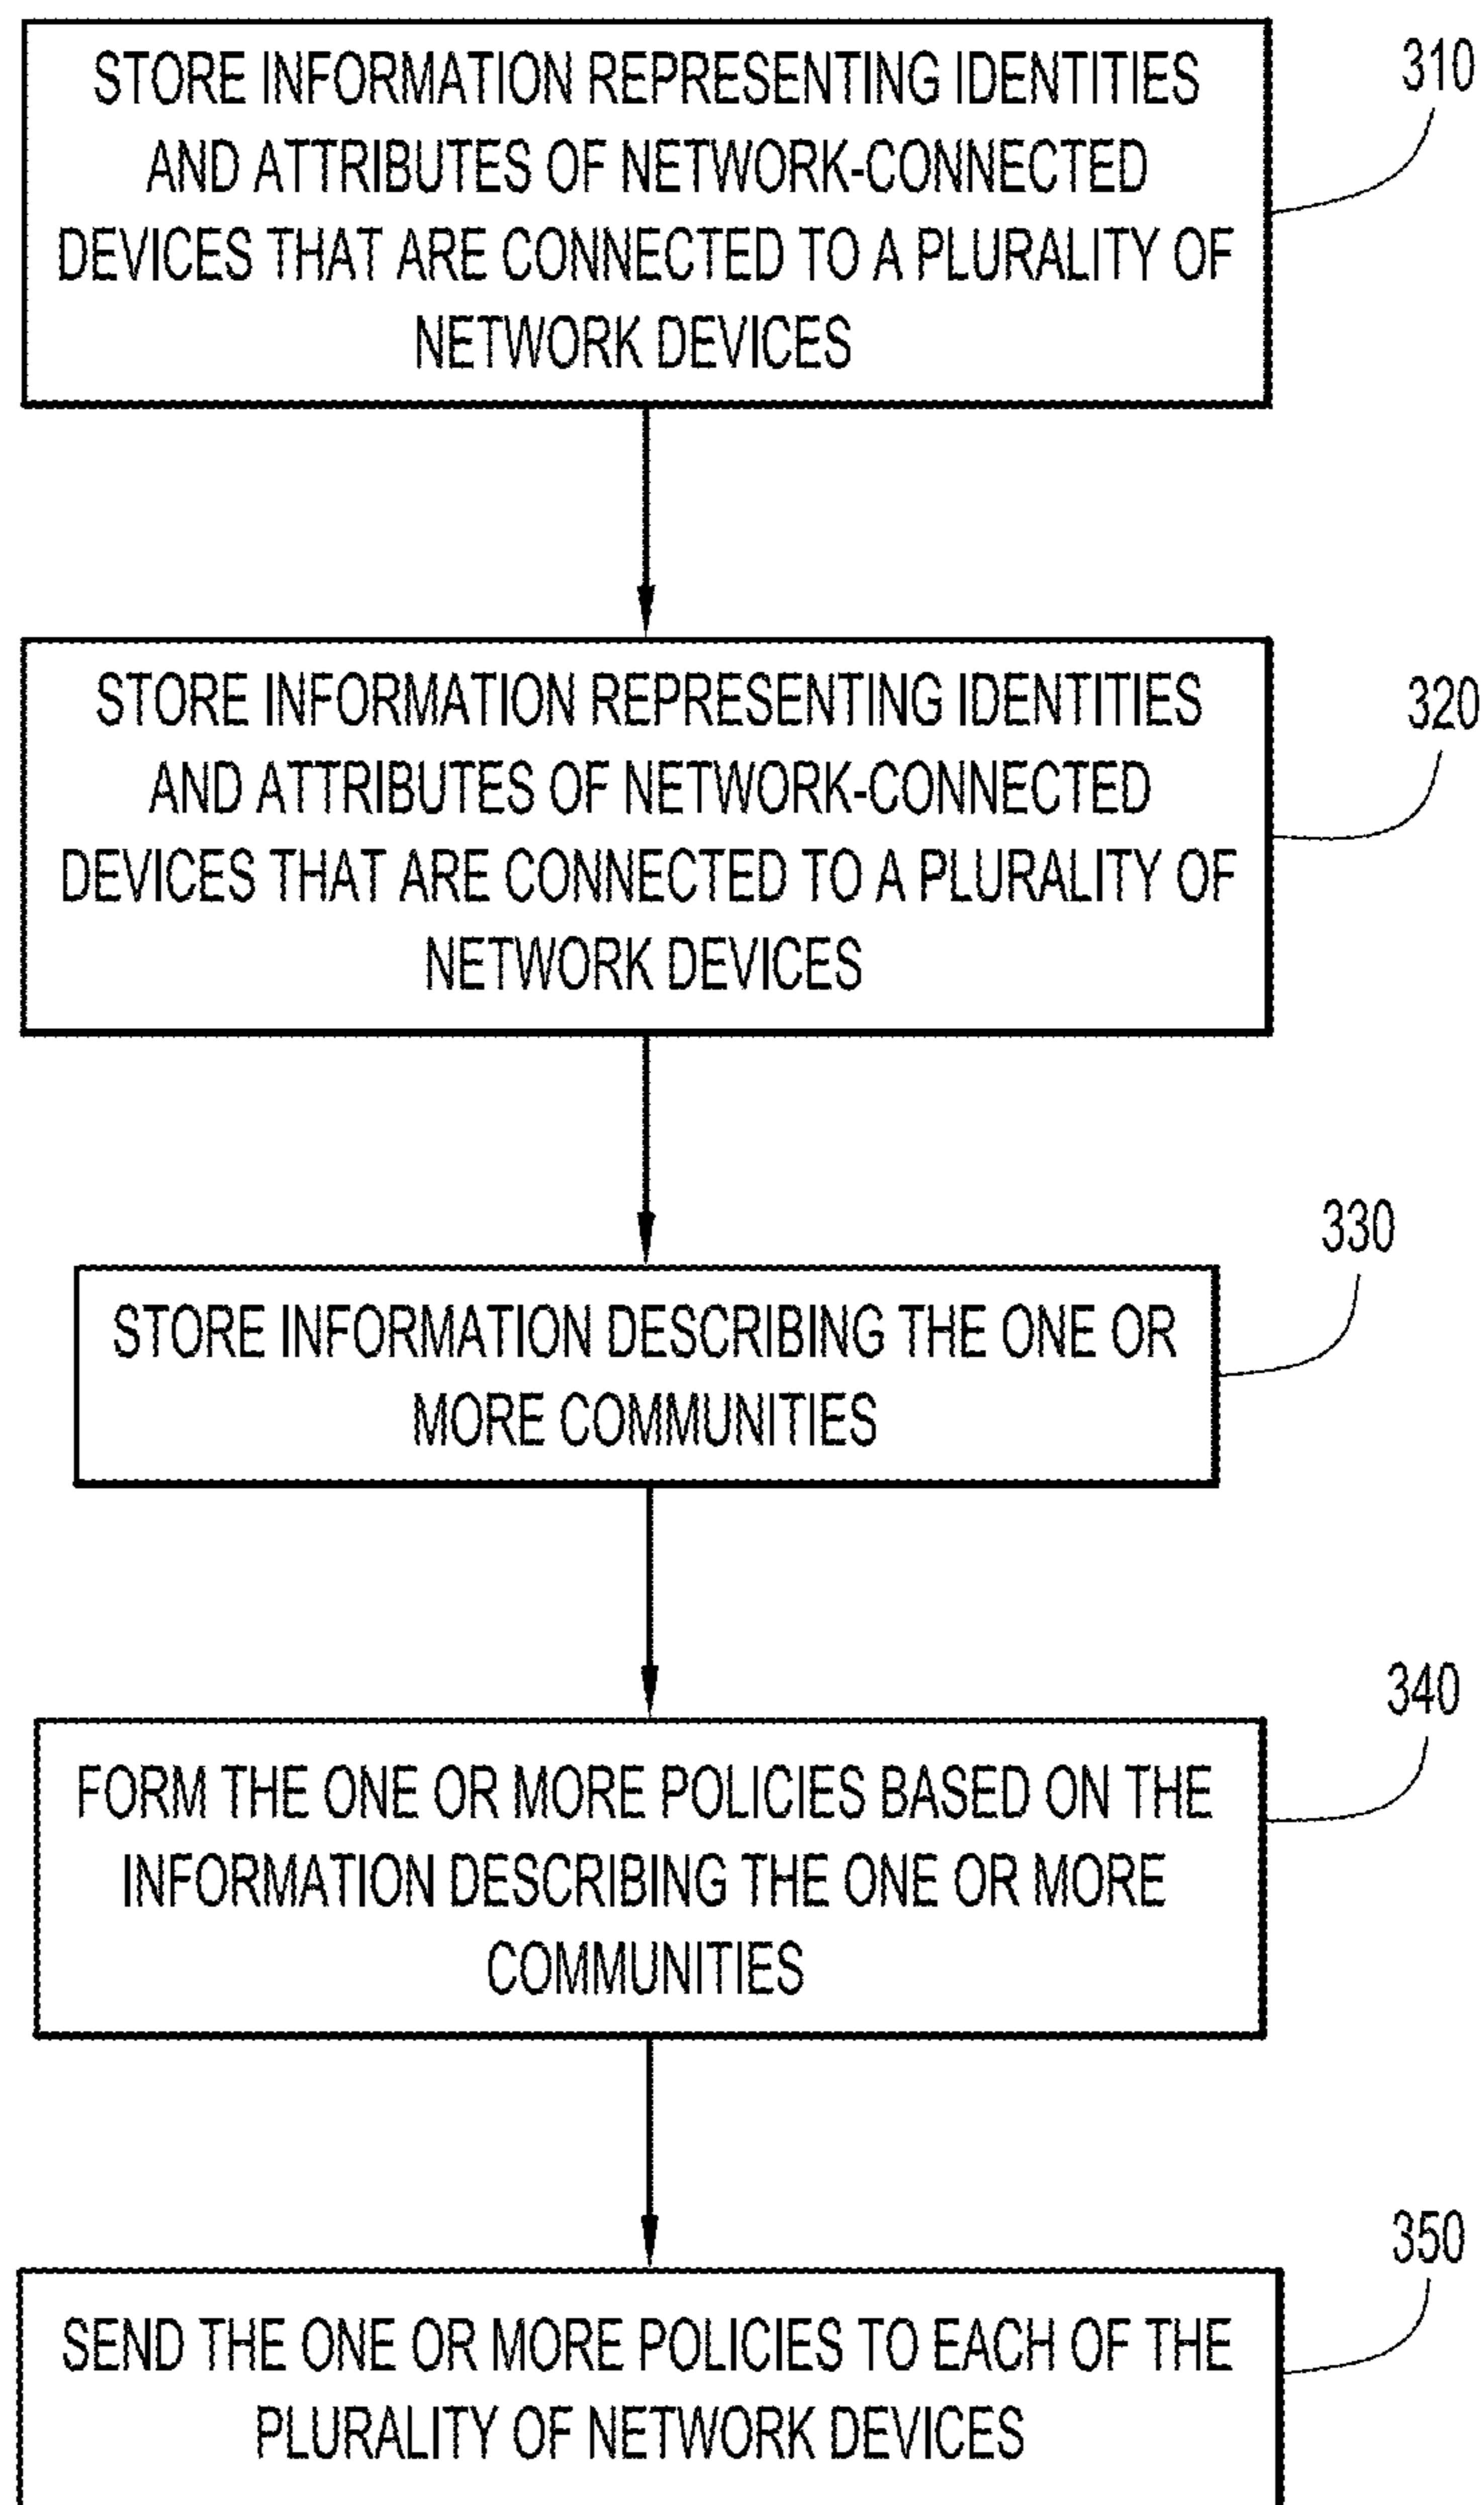 STORE INFORMATION REPRESENTING IDENTITIES
AND ATTRIBUTES OF NETWORK-CONNECTED
DEVICES THAT ARE CONNECTED TO A PLURALITY OF
NETWORK DEVICES
310
STORE INFORMATION REPRESENTING IDENTITIES
AND ATTRIBUTES OF NETWORK-CONNECTED
DEVICES THAT ARE CONNECTED TO A PLURALITY OF
NETWORK DEVICES
320
STORE INFORMATION DESCRIBING THE ONE OR
MORE COMMUNITIES
330
FORM THE ONE OR MORE POLICIES BASED ON THE
INFORMATION DESCRIBING THE ONE OR MORE
COMMUNITIES
340
SEND THE ONE OR MORE POLICIES TO EACH OF THE
PLURALITY OF NETWORK DEVICES
350